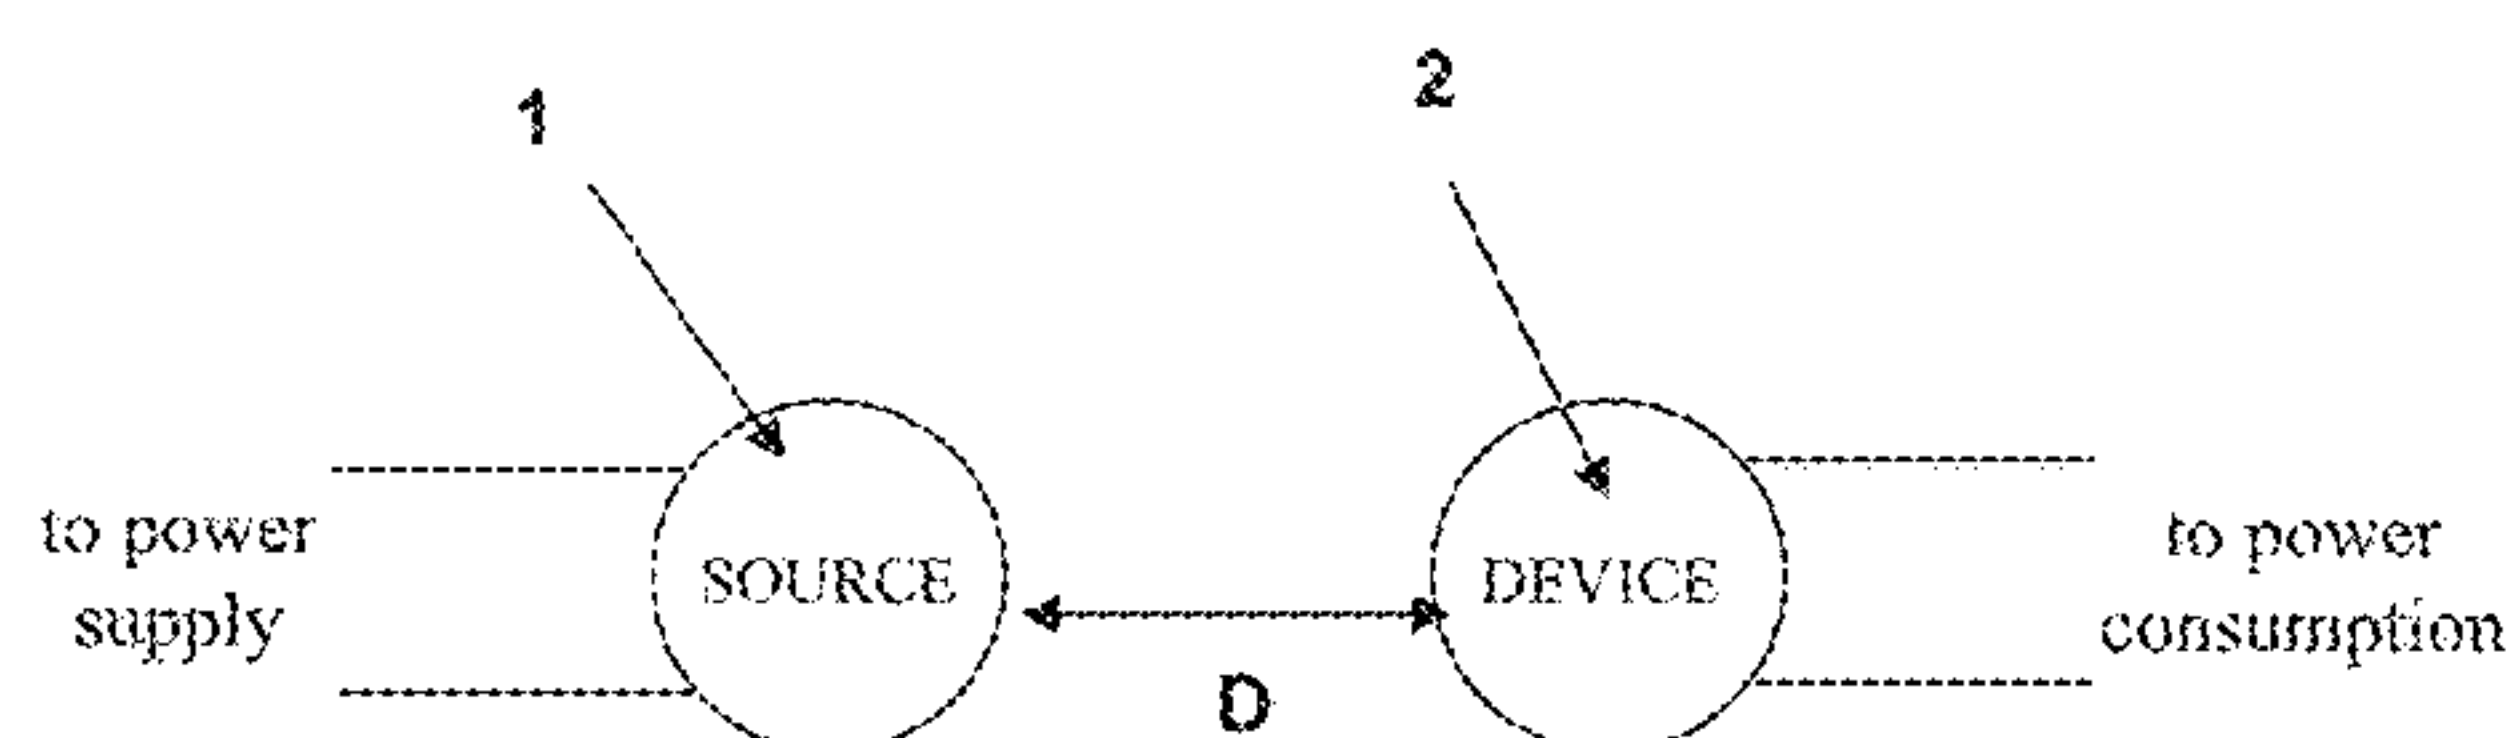 1
2
to power
supply
SOURCE
D
DEVICE
to power
consumption